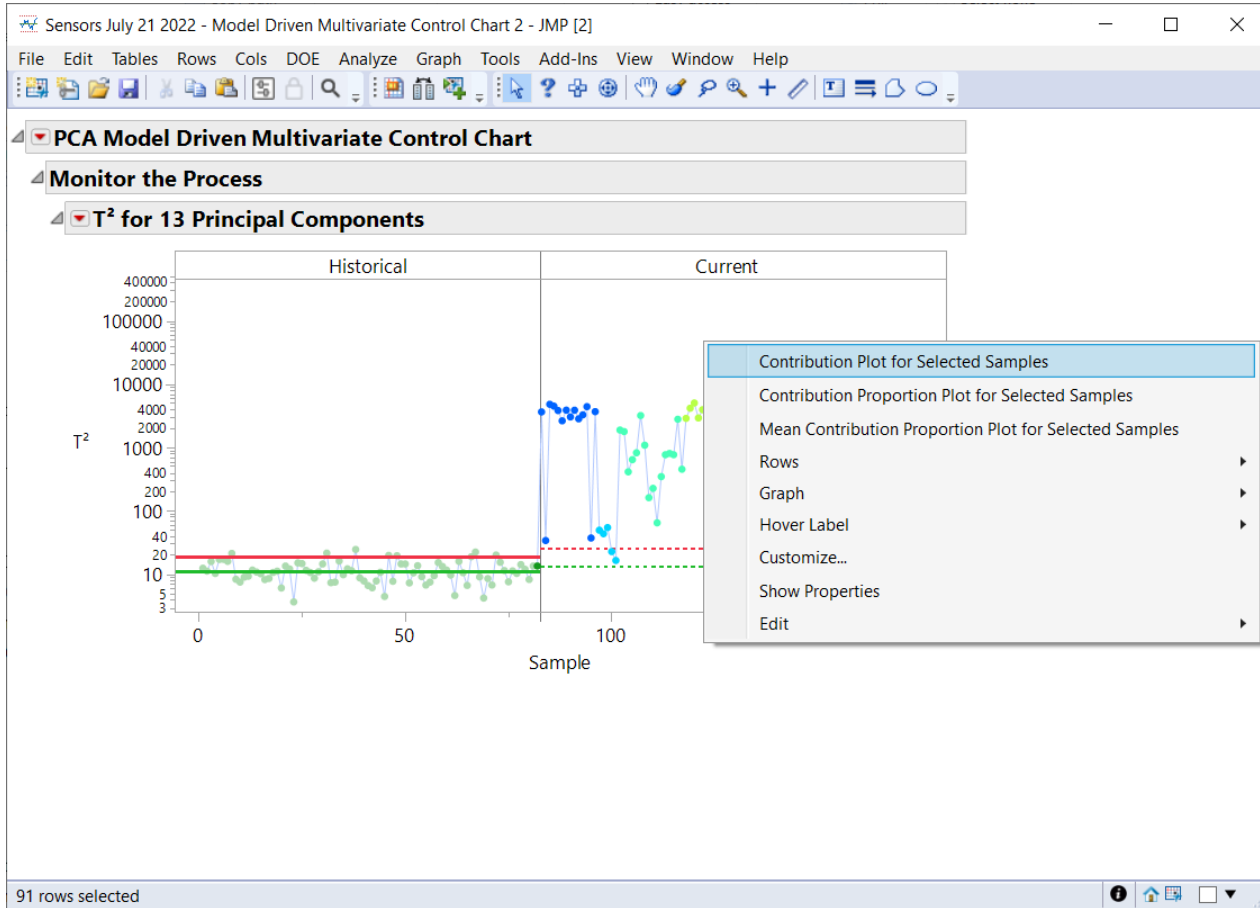 Sensors July 21 2022 - Model Driven Multivariate Control Chart 2 - JMP [2]
File Edit Tables Rows Cols DOE Analyze Graph Tools Add-Ins View Window Help
PCA Model Driven Multivariate Control Chart
Monitor the Process
T² for 13 Principal Components
Historical Current
400000
200000
100000
40000
20000
10000
4000
2000
1000
400
200
100
40
20
10
5
3
T²
0 50 100
Sample
Contribution Plot for Selected Samples
Contribution Proportion Plot for Selected Samples
Mean Contribution Proportion Plot for Selected Samples
Rows
Graph
Hover Label
Customize...
Show Properties
Edit
91 rows selected